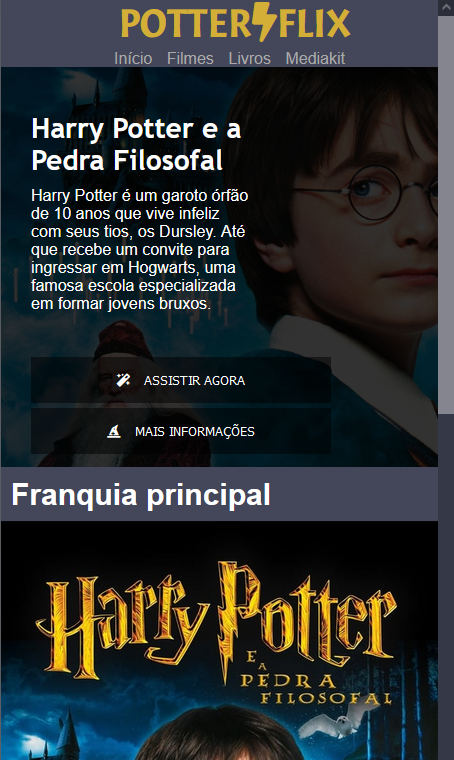 POTTERFLIX
Início Filmes Livros Mediakit
Harry Potter e a
Pedra Filosofal
Harry Potter é um garoto órfão
de 10 anos que vive infeliz
com seus tios, os Dursley. Até
que recebe um convite para
ingressar em Hogwarts, uma
famosa escola especializada
em formar jovens bruxos.
ASSISTIR AGORA
MAIS INFORMAÇÕES
Franquia principal
Harry Potter
E A
PEDRA
FILOSOFAL